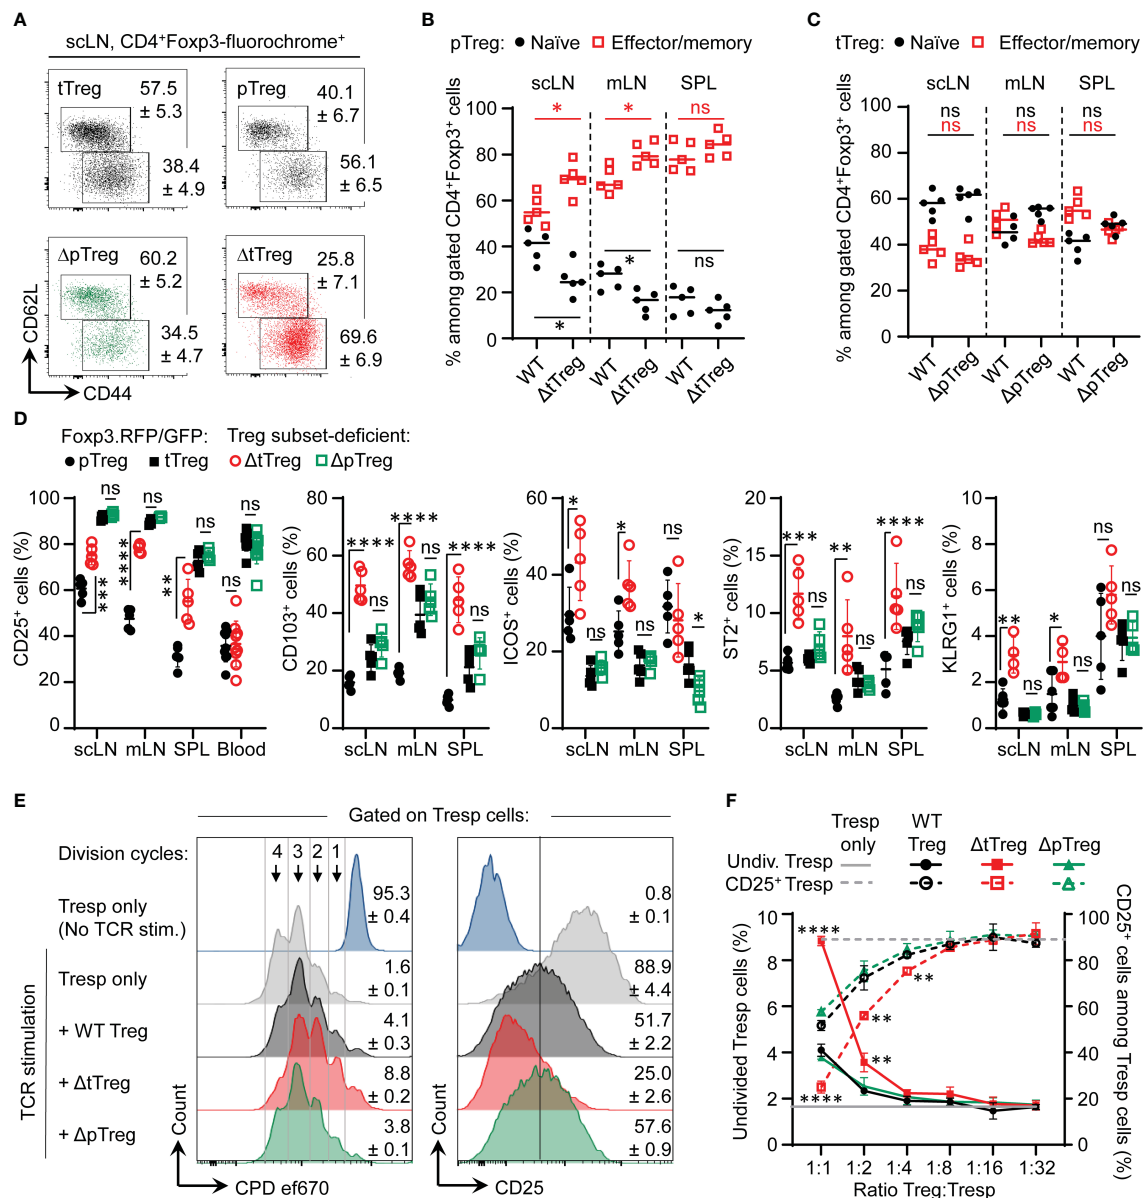 A
scLN, CD4⁺Foxp3-fluorochrome⁺
tTreg
57.5
± 5.3
38.4
± 4.9
pTreg
40.1
± 6.7
56.1
± 6.5
ΔpTreg
60.2
± 5.2
34.5
± 4.7
ΔtTreg
25.8
± 7.1
69.6
± 6.9
CD62L
CD44
B
pTreg: Naïve Effector/memory
scLN mLN SPL
% among gated CD4⁺Foxp3⁺ cells
100
80
60
40
20
0
* * ns
* * ns
WT ΔtTreg WT ΔtTreg WT ΔtTreg
C
tTreg: Naïve Effector/memory
scLN mLN SPL
% among gated CD4⁺Foxp3⁺ cells
100
80
60
40
20
0
ns ns ns
ns ns ns
WT ΔpTreg WT ΔpTreg WT ΔpTreg
D
Foxp3.RFP/GFP: Treg subset-deficient:
pTreg tTreg ΔtTreg ΔpTreg
CD25⁺ cells (%)
100
80
60
40
20
0
ns ns ns ns
*** **** ** ns
scLN mLN SPL Blood
CD103⁺ cells (%)
80
60
40
20
0
**** **** ****
ns ns ns
scLN mLN SPL
ICOS⁺ cells (%)
60
40
20
0
* * ns
ns ns *
scLN mLN SPL
ST2⁺ cells (%)
20
15
10
5
0
*** ** ****
ns ns ns
scLN mLN SPL
KLRG1⁺ cells (%)
10
8
6
4
2
0
** * ns
ns ns ns
scLN mLN SPL
E
Gated on Tresp cells:
Division cycles: 4 3 2 1
Tresp only
(No TCR stim.)
95.3
± 0.4
0.8
± 0.1
TCR stimulation
Tresp only
1.6
± 0.1
88.9
± 4.4
+ WT Treg
4.1
± 0.3
51.7
± 2.2
+ ΔtTreg
8.8
± 0.2
25.0
± 2.6
+ ΔpTreg
3.8
± 0.1
57.6
± 0.9
Count
CPD ef670
Count
CD25
F
Tresp only WT Treg ΔtTreg ΔpTreg
Undiv. Tresp
CD25⁺ Tresp
Undivided Tresp cells (%)
10
8
6
4
2
0
CD25⁺ cells among Tresp cells (%)
100
80
60
40
20
0
****
**
**
**
****
1:1 1:2 1:4 1:8 1:16 1:32
Ratio Treg:Tresp